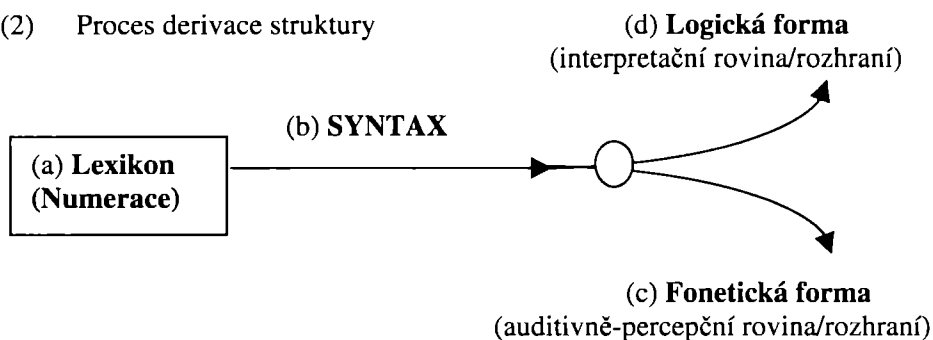 (2) Proces derivace struktury
(d) Logická forma
(interpretační rovina/rozhraní)
(b) SYNTAX
(a) Lexikon
(Numerace)
(c) Fonetická forma
(auditivně-percepční rovina/rozhraní)